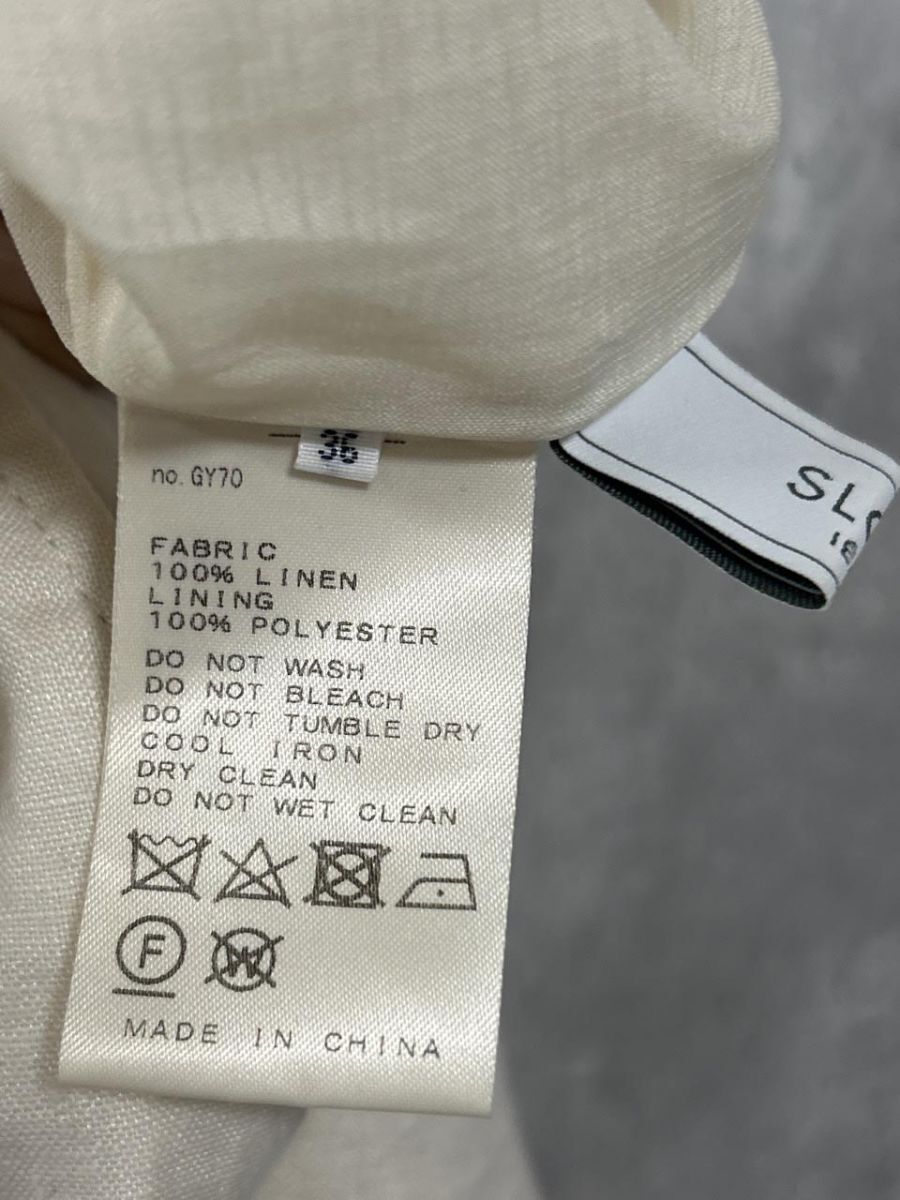 36
no. GY70
FABRIC
100% LINEN
LINING
100% POLYESTER
DO NOT WASH
DO NOT BLEACH
DO NOT TUMBLE DRY
COOL IRON
DRY CLEAN
DO NOT WET CLEAN
F
W
MADE IN CHINA
SL